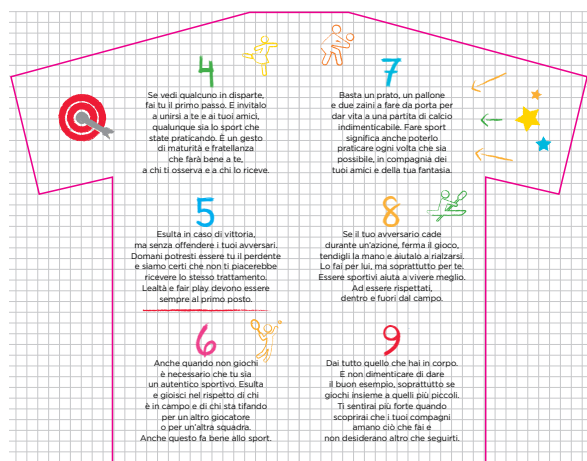 4
Se vedi qualcuno in disparte,
fai tu il primo passo. E invitalo
a unirsi a te e ai tuoi amici,
qualunque sia lo sport che
state praticando. È un gesto
di maturità e fratellanza
che farà bene a te,
a chi ti osserva e a chi lo riceve.
5
Esulta in caso di vittoria,
ma senza offendere i tuoi avversari.
Domani potresti essere tu il perdente
e siamo certi che non ti piacerebbe
ricevere lo stesso trattamento.
Lealtà e fair play devono essere
sempre al primo posto.
6
Anche quando non giochi
è necessario che tu sia
un autentico sportivo. Esulta
e gioisci nel rispetto di chi
è in campo e di chi sta tifando
per un altro giocatore
o per un'altra squadra.
Anche questo fa bene allo sport.
7
Basta un prato, un pallone
e due zaini a fare da porta per
dar vita a una partita di calcio
indimenticabile. Fare sport
significa anche poterlo
praticare ogni volta che sia
possibile, in compagnia dei
tuoi amici e della tua fantasia.
8
Se il tuo avversario cade
durante un'azione, ferma il gioco,
tendigli la mano e aiutalo a rialzarsi.
Lo fai per lui, ma soprattutto per te.
Essere sportivi aiuta a vivere meglio.
Ad essere rispettati,
dentro e fuori dal campo.
9
Dai tutto quello che hai in corpo.
E non dimenticare di dare
il buon esempio, soprattutto se
giochi insieme a quelli più piccoli.
Ti sentirai più forte quando
scoprirai che i tuoi compagni
amano ciò che fai e
non desiderano altro che seguirti.